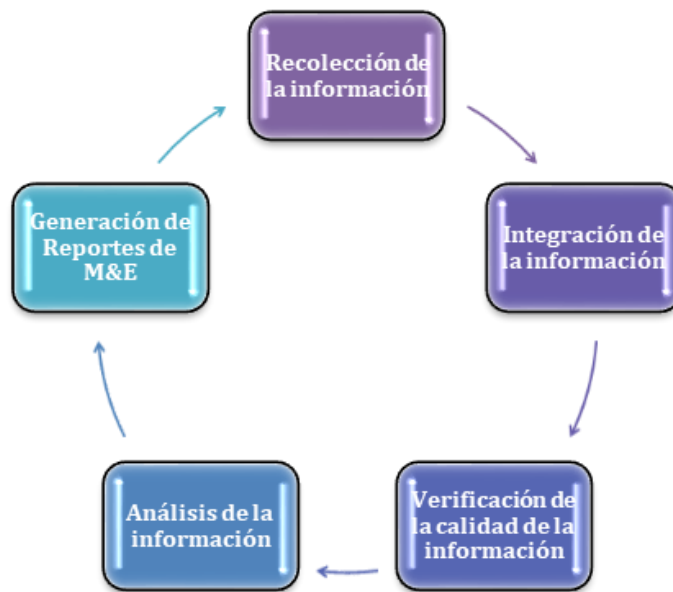 Recolección de
la información
Integración de
la información
Verificación de
la calidad de la
información
Análisis de la
información
Generación de
Reportes de
M&E